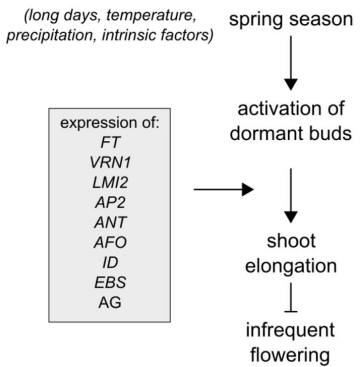 (long days, temperature,
precipitation, intrinsic factors)
spring season
activation of
dormant buds
expression of:
FT
VRN1
LMI2
AP2
ANT
AFO
ID
EBS
AG
shoot
elongation
infrequent
flowering